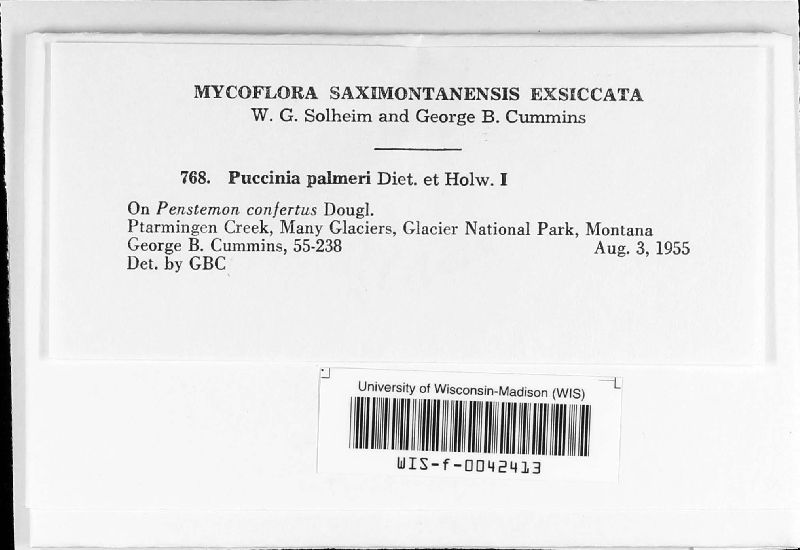 MYCOFLORA SAXIMONTANENSIS EXSICCATA
W. G. Solheim and George B. Cummins
768. Puccinia palmeri Diet. et Holw. I
On Penstemon confertus Dougl.
Ptarmingen Creek, Many Glaciers, Glacier National Park, Montana
George B. Cummins, 55-238 Aug. 3, 1955
Det. by GBC
University of Wisconsin-Madison (WIS)
WIS-f-0042413